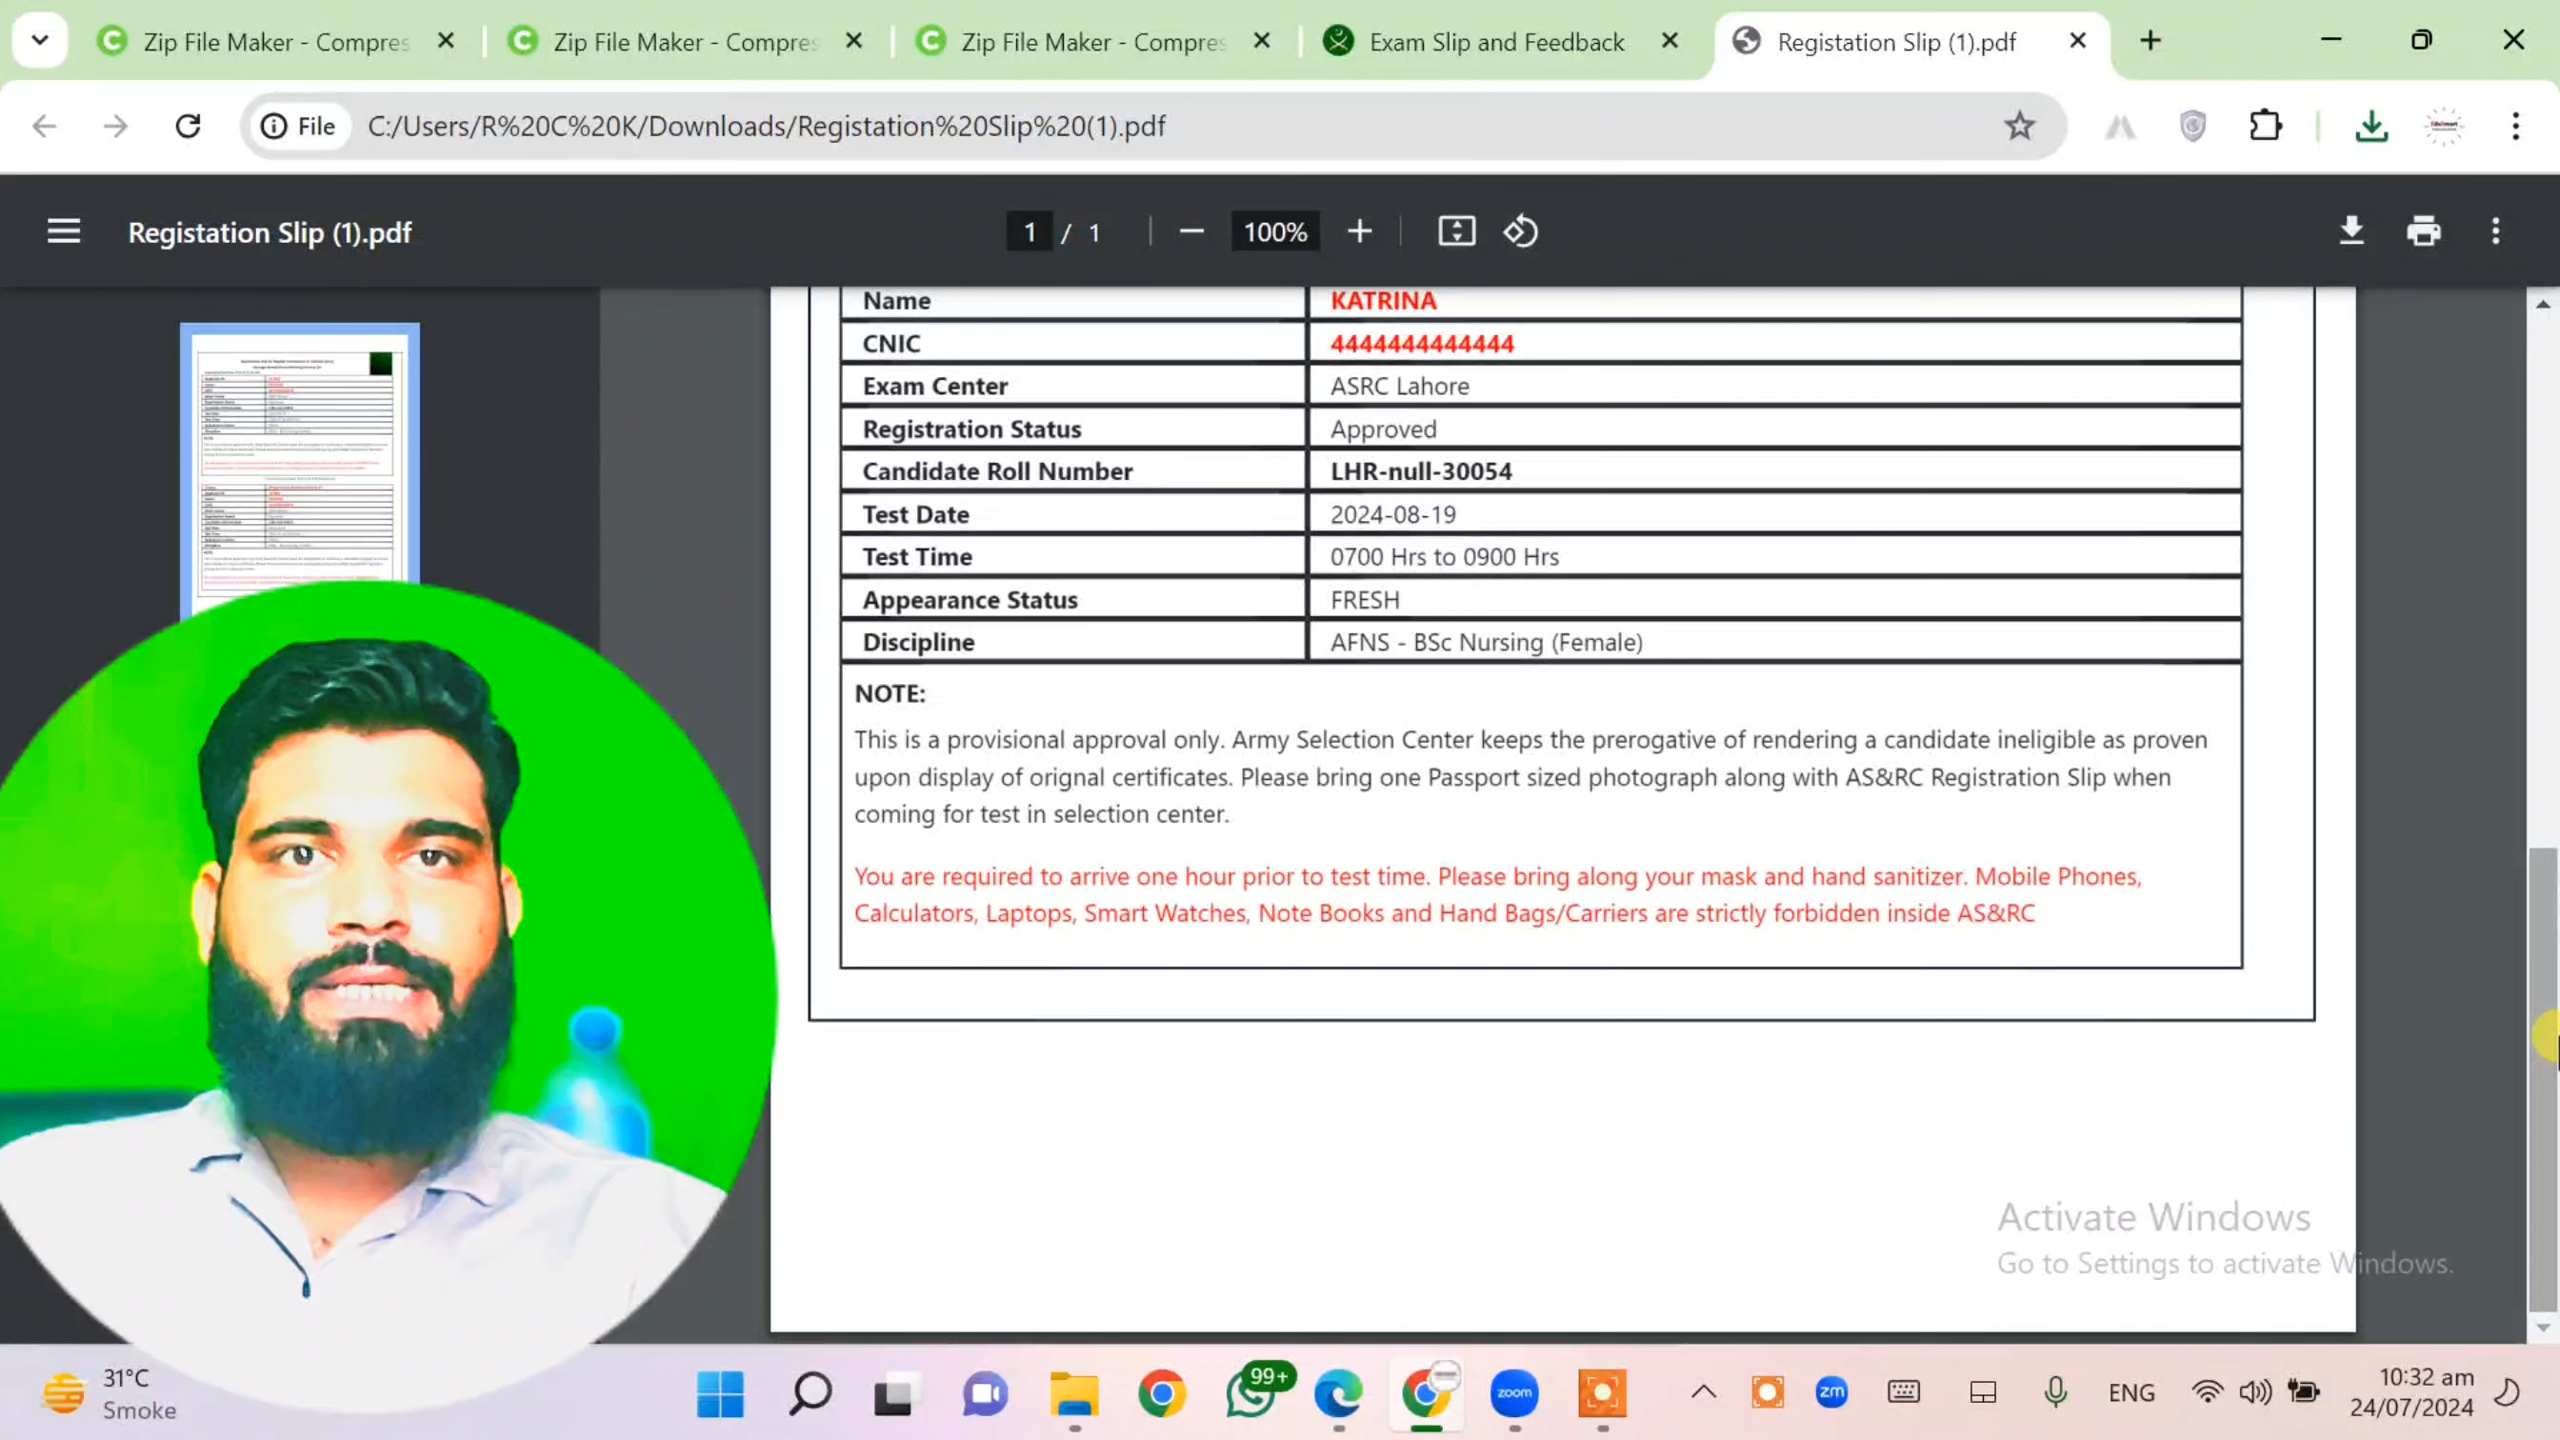 Zip File Maker - Compres
Zip File Maker - Compres
Zip File Maker - Compres
Exam Slip and Feedback
Registation Slip (1).pdf
File
C:/Users/R%20C%20K/Downloads/Registation%20Slip%20(1).pdf
Registation Slip (1).pdf
1 / 1
100%
Name KATRINA
CNIC 4444444444444
Exam Center ASRC Lahore
Registration Status Approved
Candidate Roll Number LHR-null-30054
Test Date 2024-08-19
Test Time 0700 Hrs to 0900 Hrs
Appearance Status FRESH
Discipline AFNS - BSc Nursing (Female)
NOTE:
This is a provisional approval only. Army Selection Center keeps the prerogative of rendering a candidate ineligible as proven
upon display of orignal certificates. Please bring one Passport sized photograph along with AS&RC Registration Slip when
coming for test in selection center.
You are required to arrive one hour prior to test time. Please bring along your mask and hand sanitizer. Mobile Phones,
Calculators, Laptops, Smart Watches, Note Books and Hand Bags/Carriers are strictly forbidden inside AS&RC
Activate Windows
Go to Settings to activate Windows.
31°C
Smoke
99+
zoom
zm
ENG
10:32 am
24/07/2024